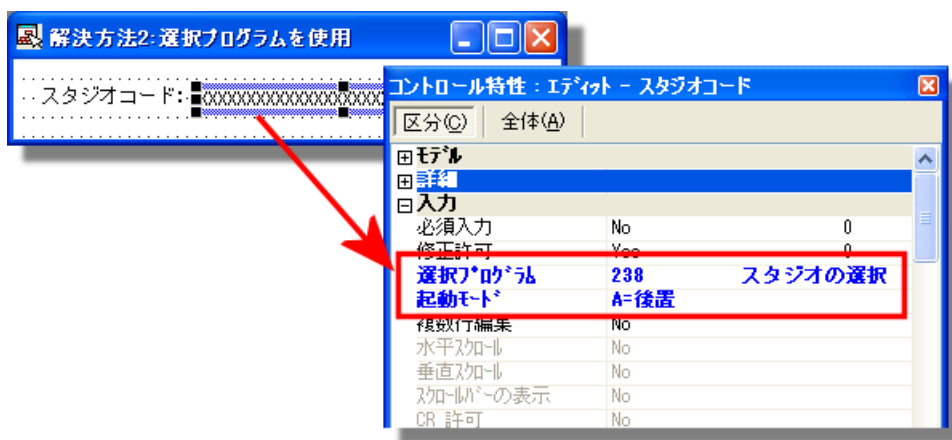 解決方法2:選択プログラムを使用
スタジオコード:XXXXXXXXXXXXXXXXXXXXXXX
コントロール特性:エディット - スタジオコード
区分(C) 全体(A)
モデル
詳細
入力
必須入力 No 0
修正許可 Yes 0
選択プログラム 238 スタジオの選択
起動モード A=後置
複数行編集 No
水平スクロール No
垂直スクロール No
スクロールバーの表示 No
CR 許可 No